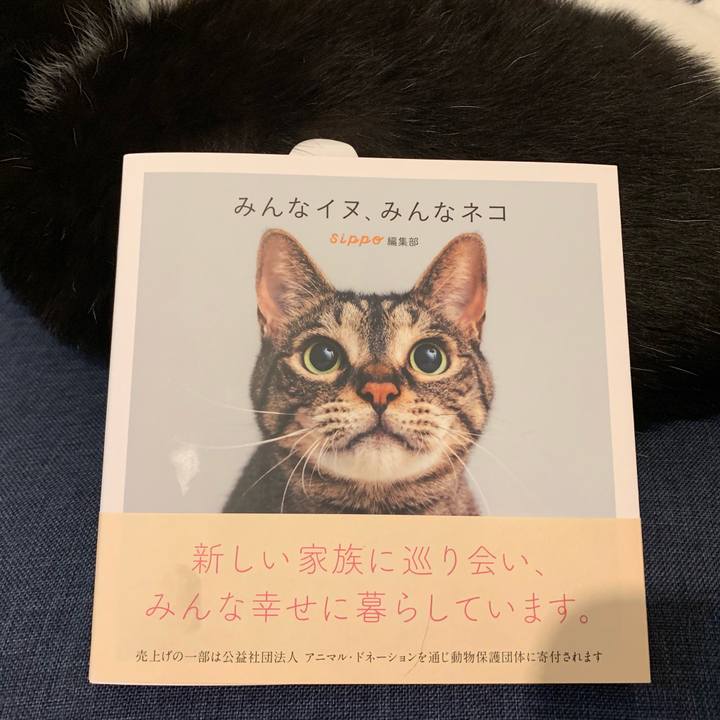 みんなイヌ、みんなネコ
sippo 編集部
新しい家族に巡り会い、
みんな幸せに暮らしています。
売上げの一部は公益社団法人 アニマル・ドネーションを通じ動物保護団体に寄付されます